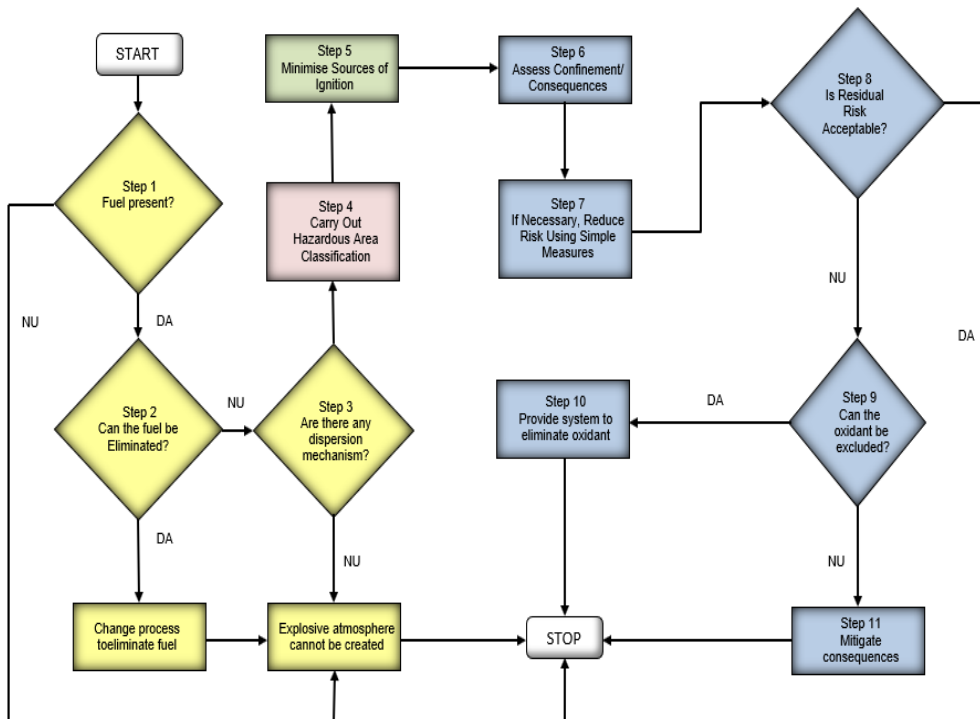 START
Step 1
Fuel present?
NU
DA
Step 2
Can the fuel be
Eliminated?
NU
DA
Change process
toeliminate fuel
Step 3
Are there any
dispersion
mechanism?
NU
Explosive atmosphere
cannot be created
Step 4
Carry Out
Hazardous Area
Classification
Step 5
Minimise Sources of
Ignition
Step 6
Assess Confinement/
Consequences
Step 7
If Necessary, Reduce
Risk Using Simple
Measures
Step 8
Is Residual
Risk
Acceptable?
NU
DA
Step 9
Can the
oxidant be
excluded?
DA
NU
Step 10
Provide system to
eliminate oxidant
Step 11
Mitigate
consequences
STOP